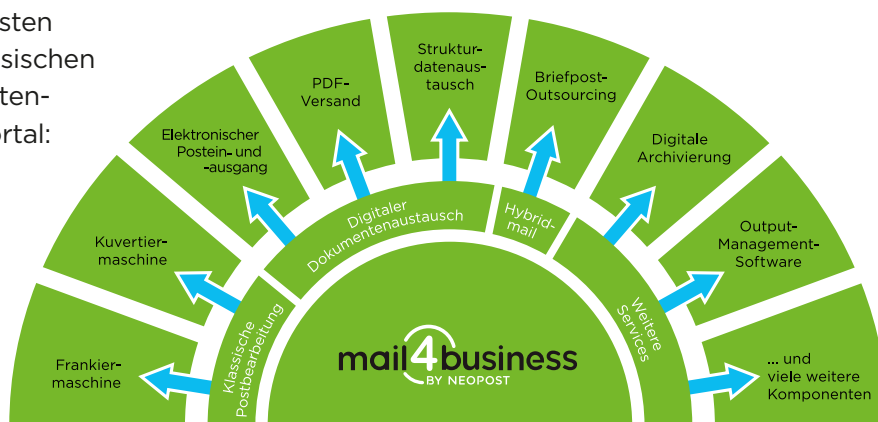 sten
sischen
ten-
ortal:
Frankier-
maschine
Kuvertier-
maschine
Elektronischer
Postein- und
-ausgang
PDF-
Versand
Struktur-
datenaus-
tausch
Briefpost-
Outsourcing
Digitale
Archivierung
Output-
Management-
Software
... und
viele weitere
Komponenten
Klassische
Postbearbeitung
Digitaler
Dokumentenaustausch
Hybrid-
mail
Weitere
Services
mail4business
BY NEOPOST